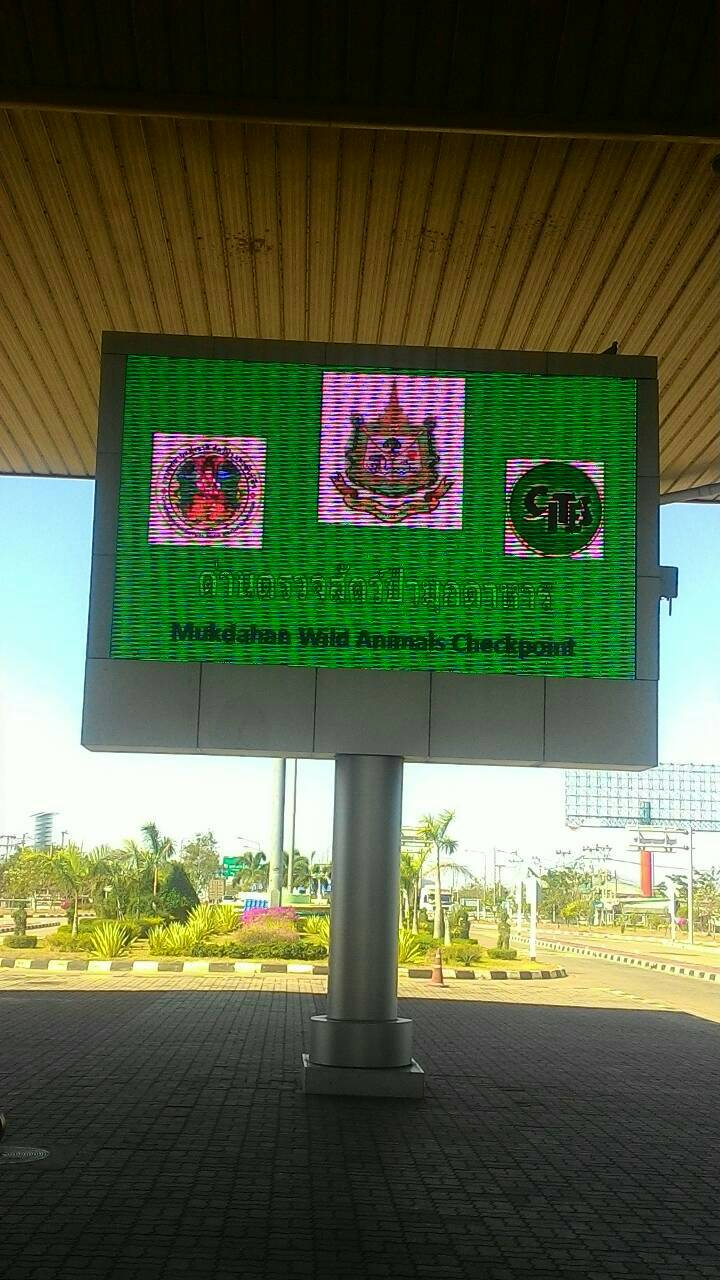 CITES
ด่านตรวจสัตว์ป่ามุกดาหาร
Mukdahan Wild Animals Checkpoint